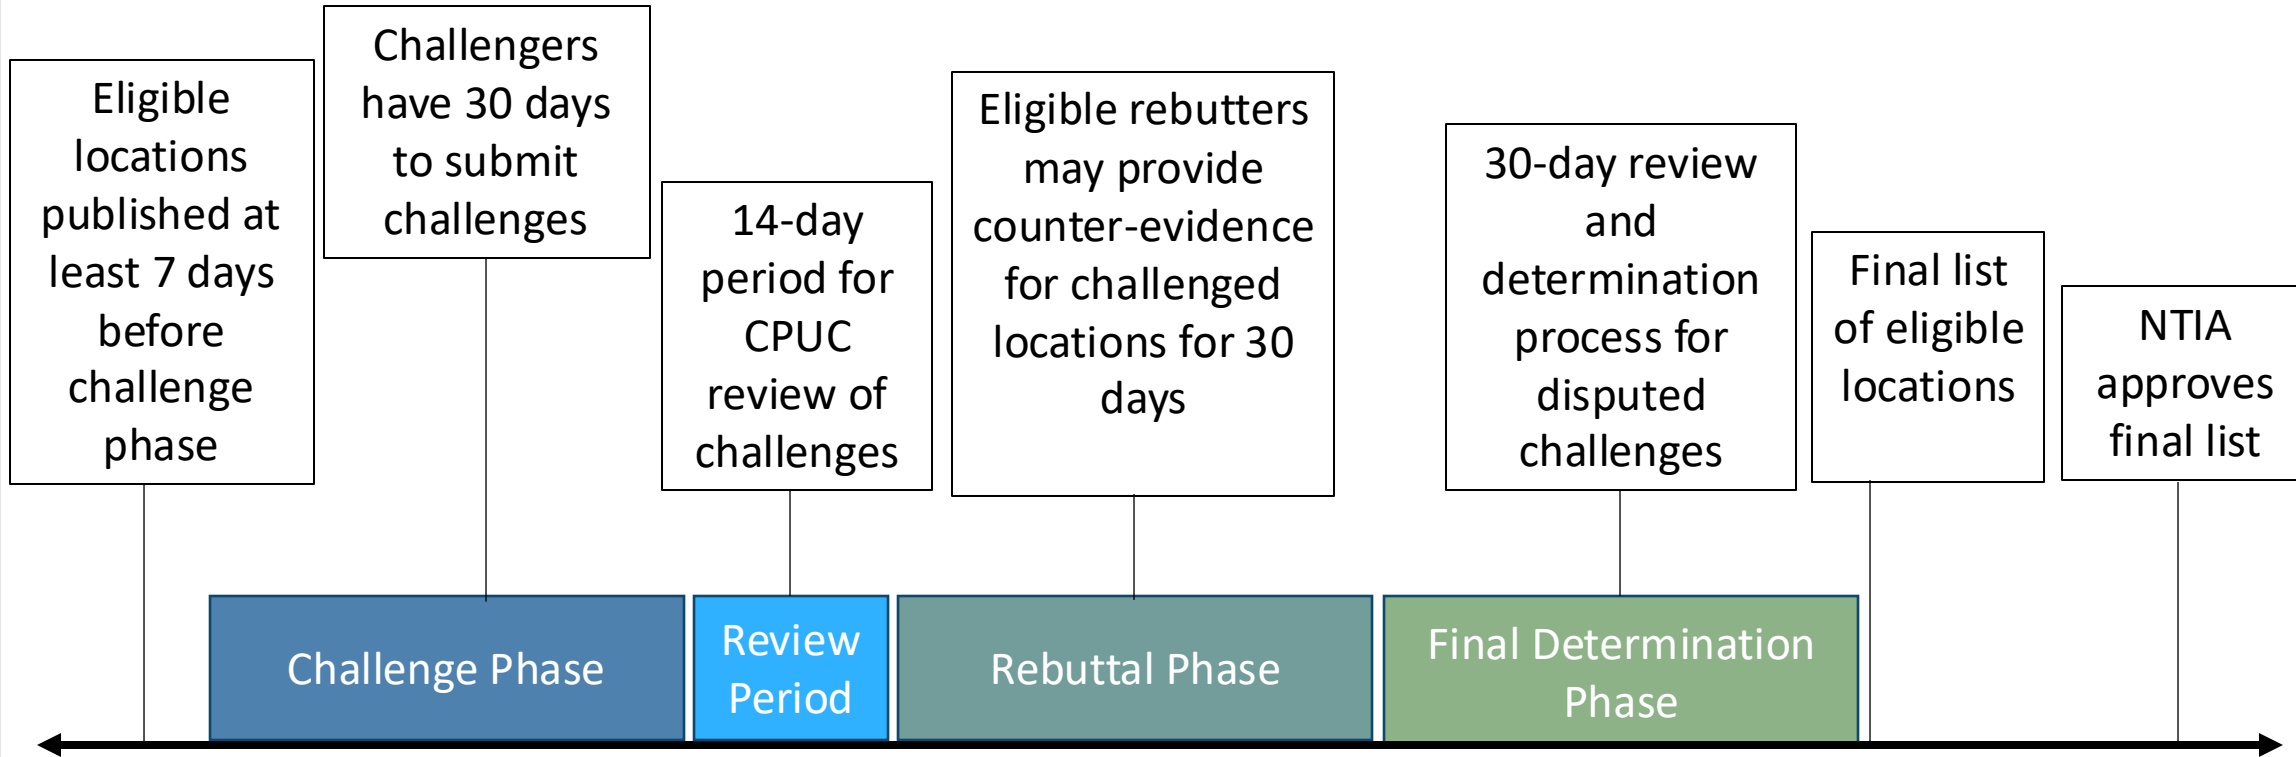 Eligible
locations
published at
least 7 days
before
challenge
phase
Challengers
have 30 days
to submit
challenges
14-day
period for
CPUC
review of
challenges
Eligible rebutters
may provide
counter-evidence
for challenged
locations for 30
days
30-day review
and
determination
process for
disputed
challenges
Final list
of eligible
locations
NTIA
approves
final list
Challenge Phase
Review
Period
Rebuttal Phase
Final Determination
Phase